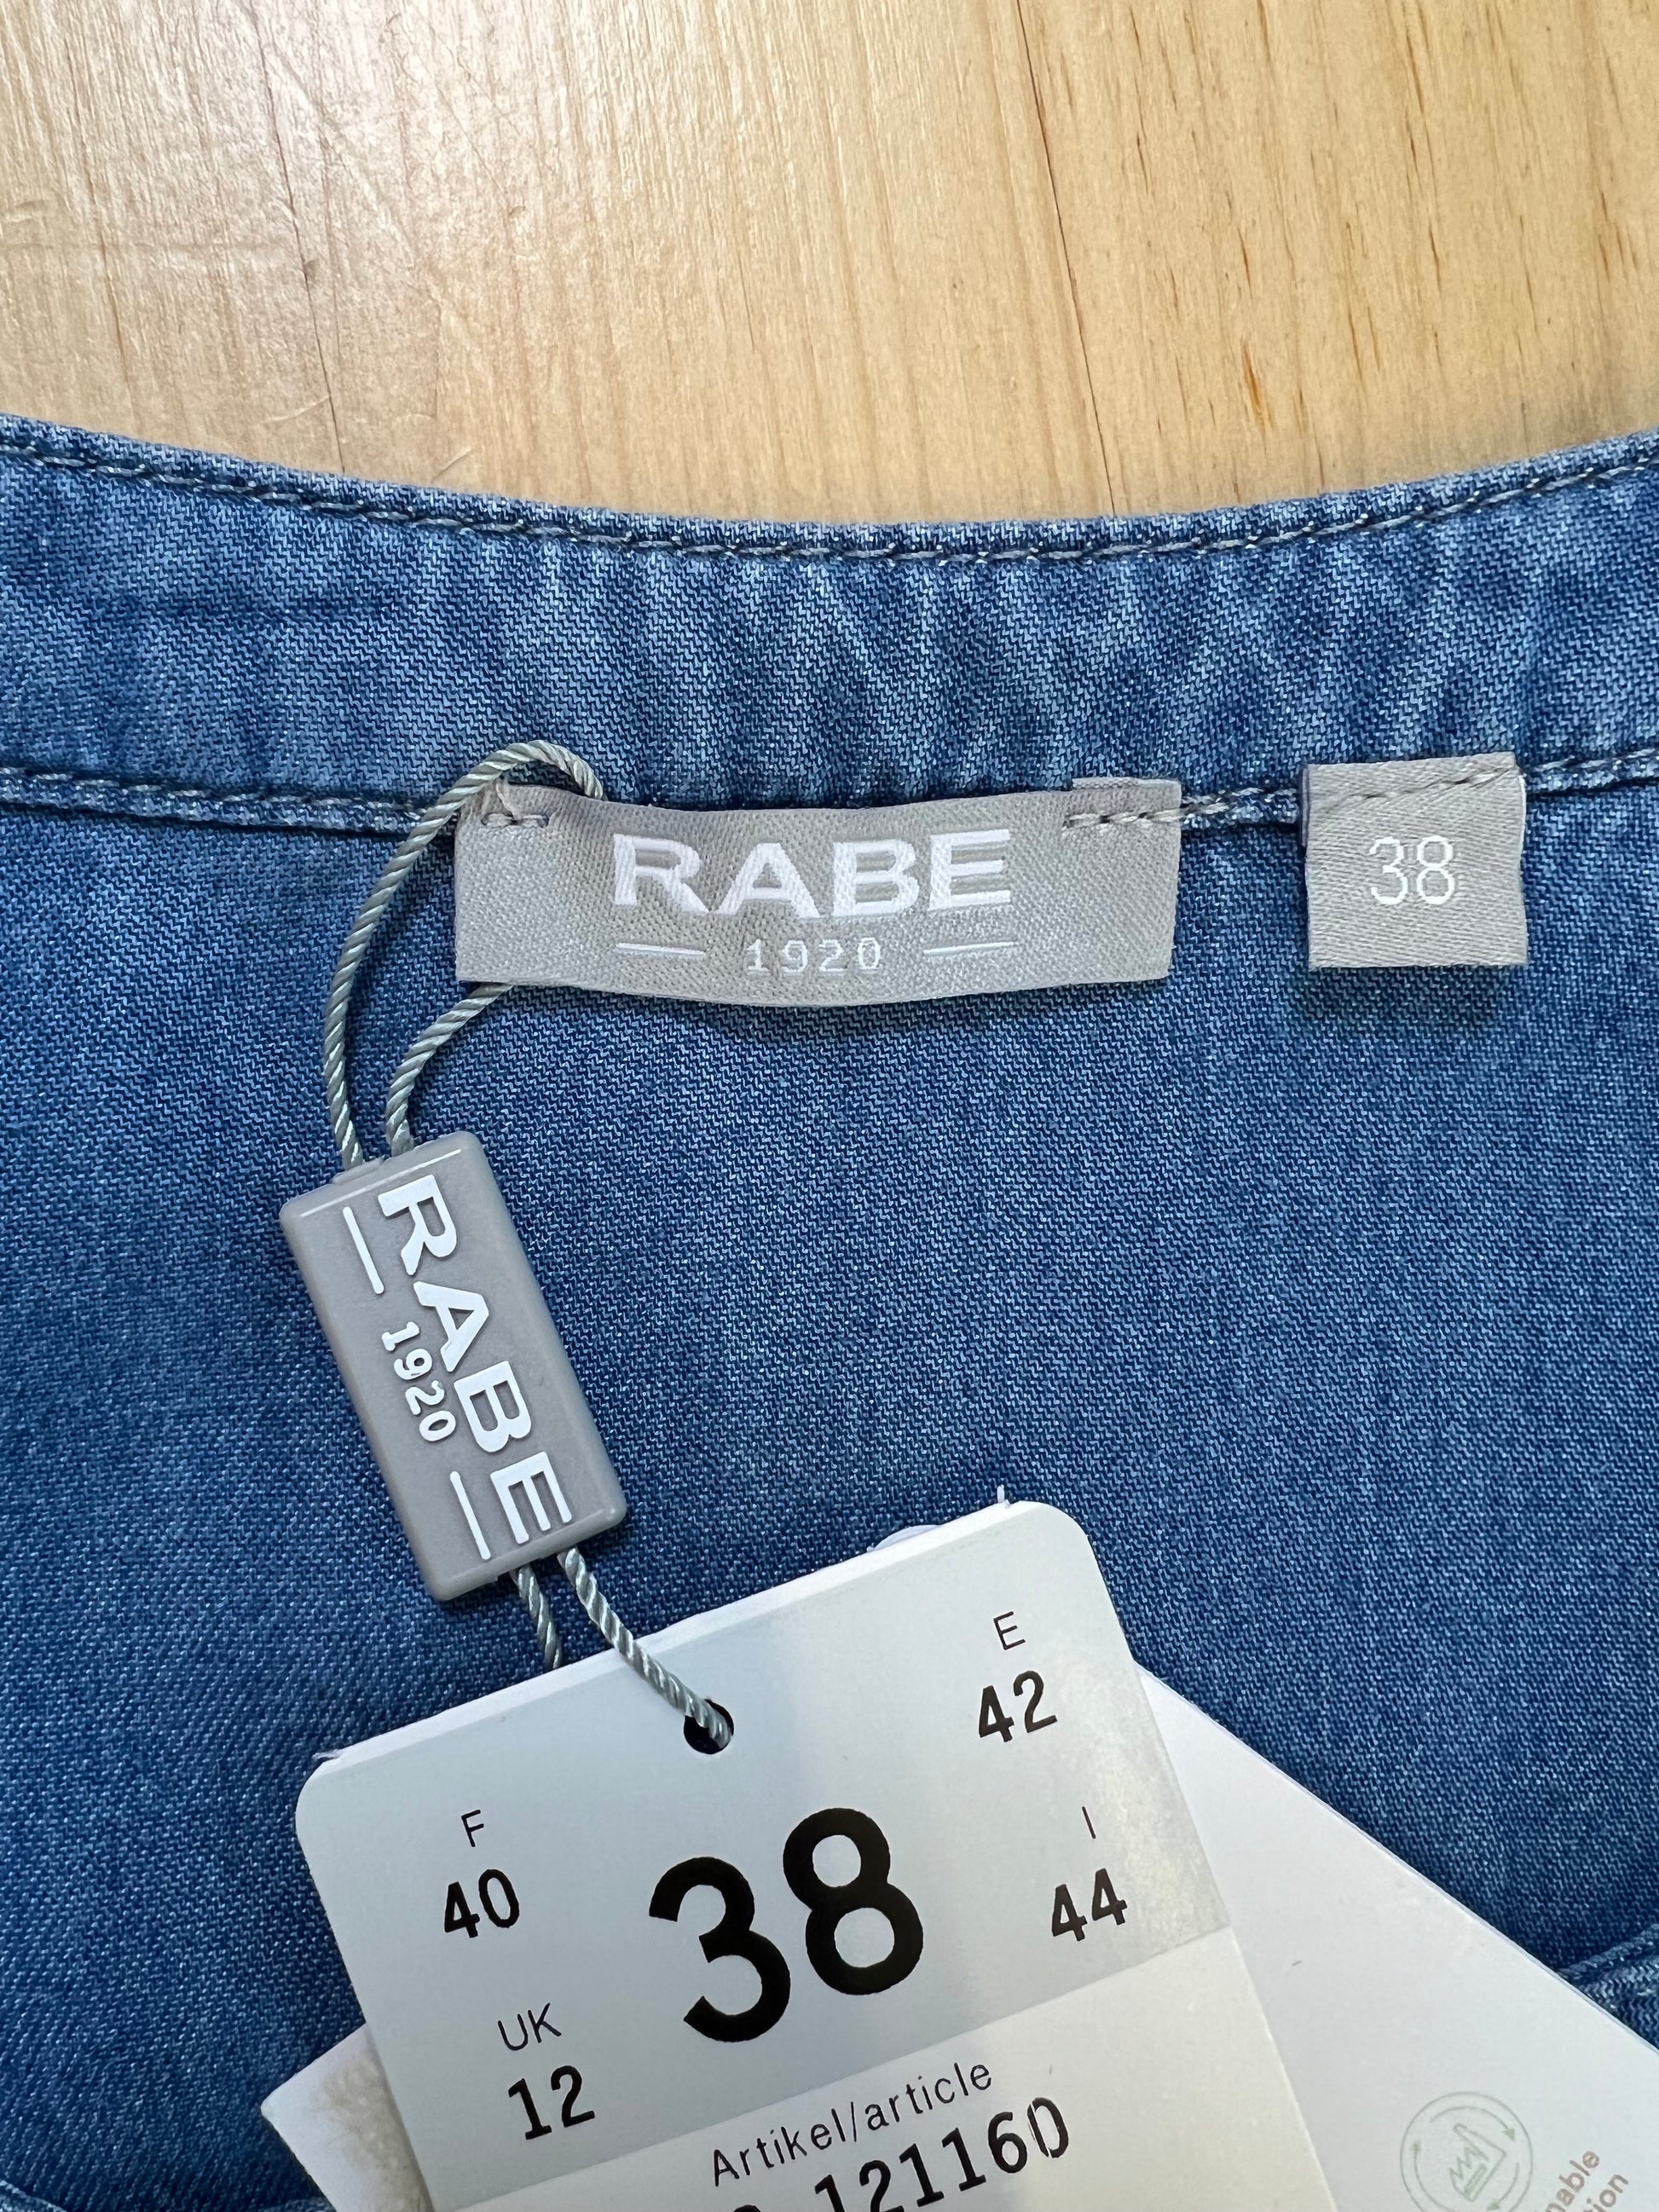 RABE
1920
38
RABE
1920
E
42
F
40
38
I
44
UK
12
Artikel/article
121160